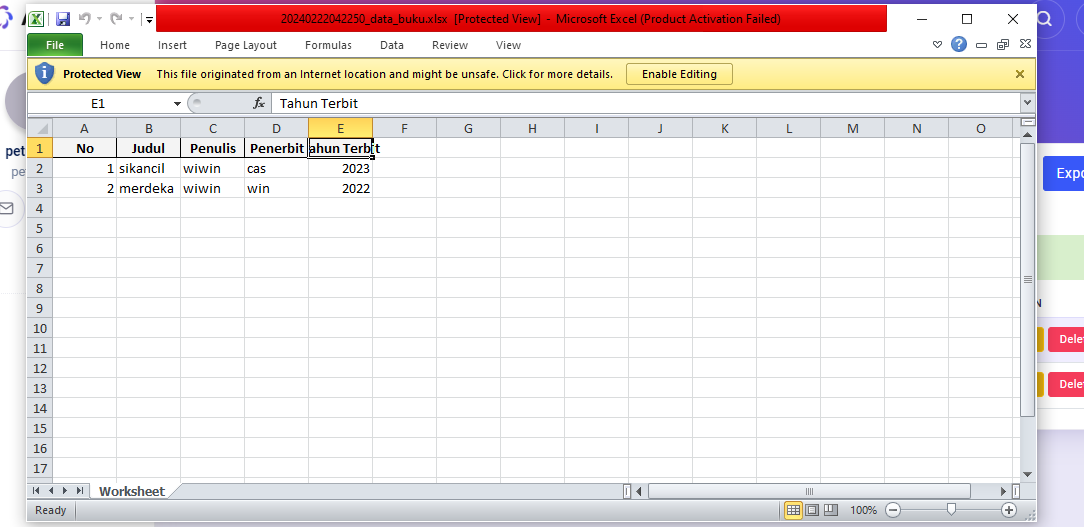 20240222042250_data_buku.xlsx [Protected View] - Microsoft Excel (Product Activation Failed)
File Home Insert Page Layout Formulas Data Review View
Protected View This file originated from an Internet location and might be unsafe. Click for more details. Enable Editing
E1 fx Tahun Terbit
A B C D E F G H I J K L M N O
1 No Judul Penulis Penerbit ahun Terbit
2 1 sikancil wiwin cas 2023
3 2 merdeka wiwin win 2022
4
5
6
7
8
9
10
11
12
13
14
15
16
17
Worksheet
Ready 100%
pet
pe
Expo
N
Dele
Dele